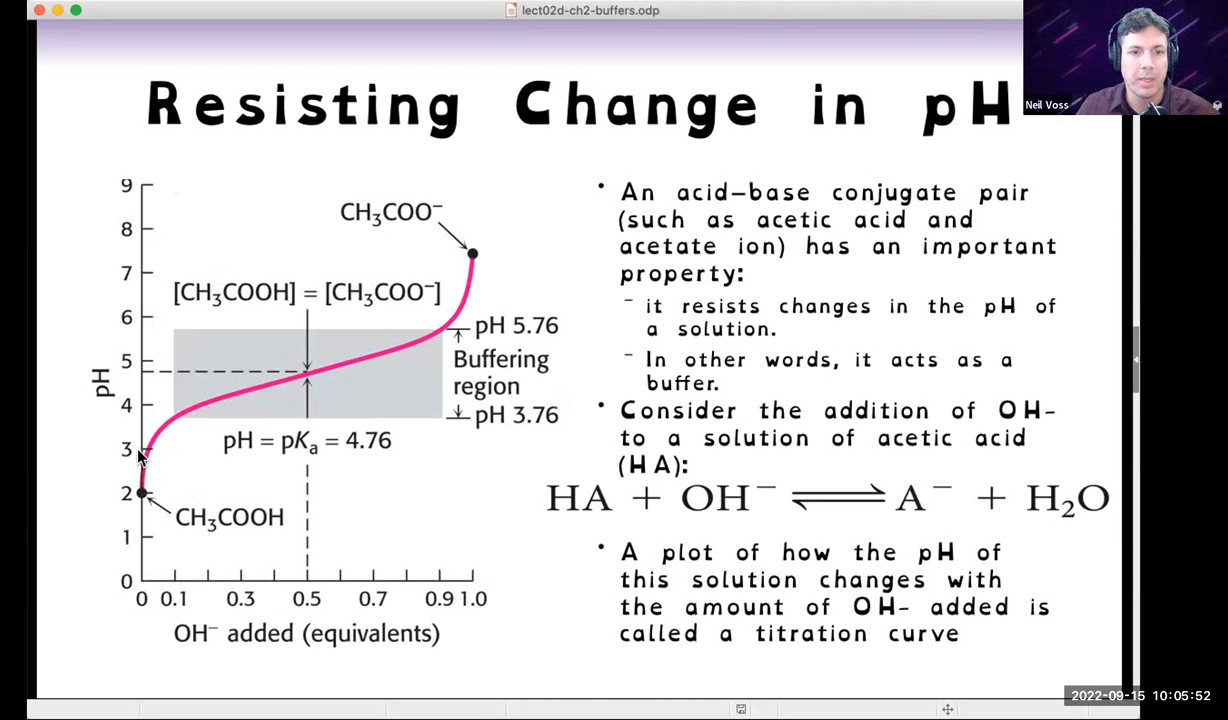 lect02d-ch2-buffers.odp
Neil Voss
Resisting Change in pH
9
8
7
6
5
4
3
2
1
0
pH
CH₃COO⁻
[CH₃COOH] = [CH₃COO⁻]
pH 5.76
Buffering
region
pH 3.76
pH = pKₐ = 4.76
CH₃COOH
0 0.1 0.3 0.5 0.7 0.9 1.0
OH⁻ added (equivalents)
• An acid–base conjugate pair
(such as acetic acid and
acetate ion) has an important
property:
– it resists changes in the pH of
a solution.
– In other words, it acts as a
buffer.
• Consider the addition of OH-
to a solution of acetic acid
(HA):
HA + OH⁻ ⇌ A⁻ + H₂O
• A plot of how the pH of
this solution changes with
the amount of OH- added is
called a titration curve
2022-09-15 10:05:52